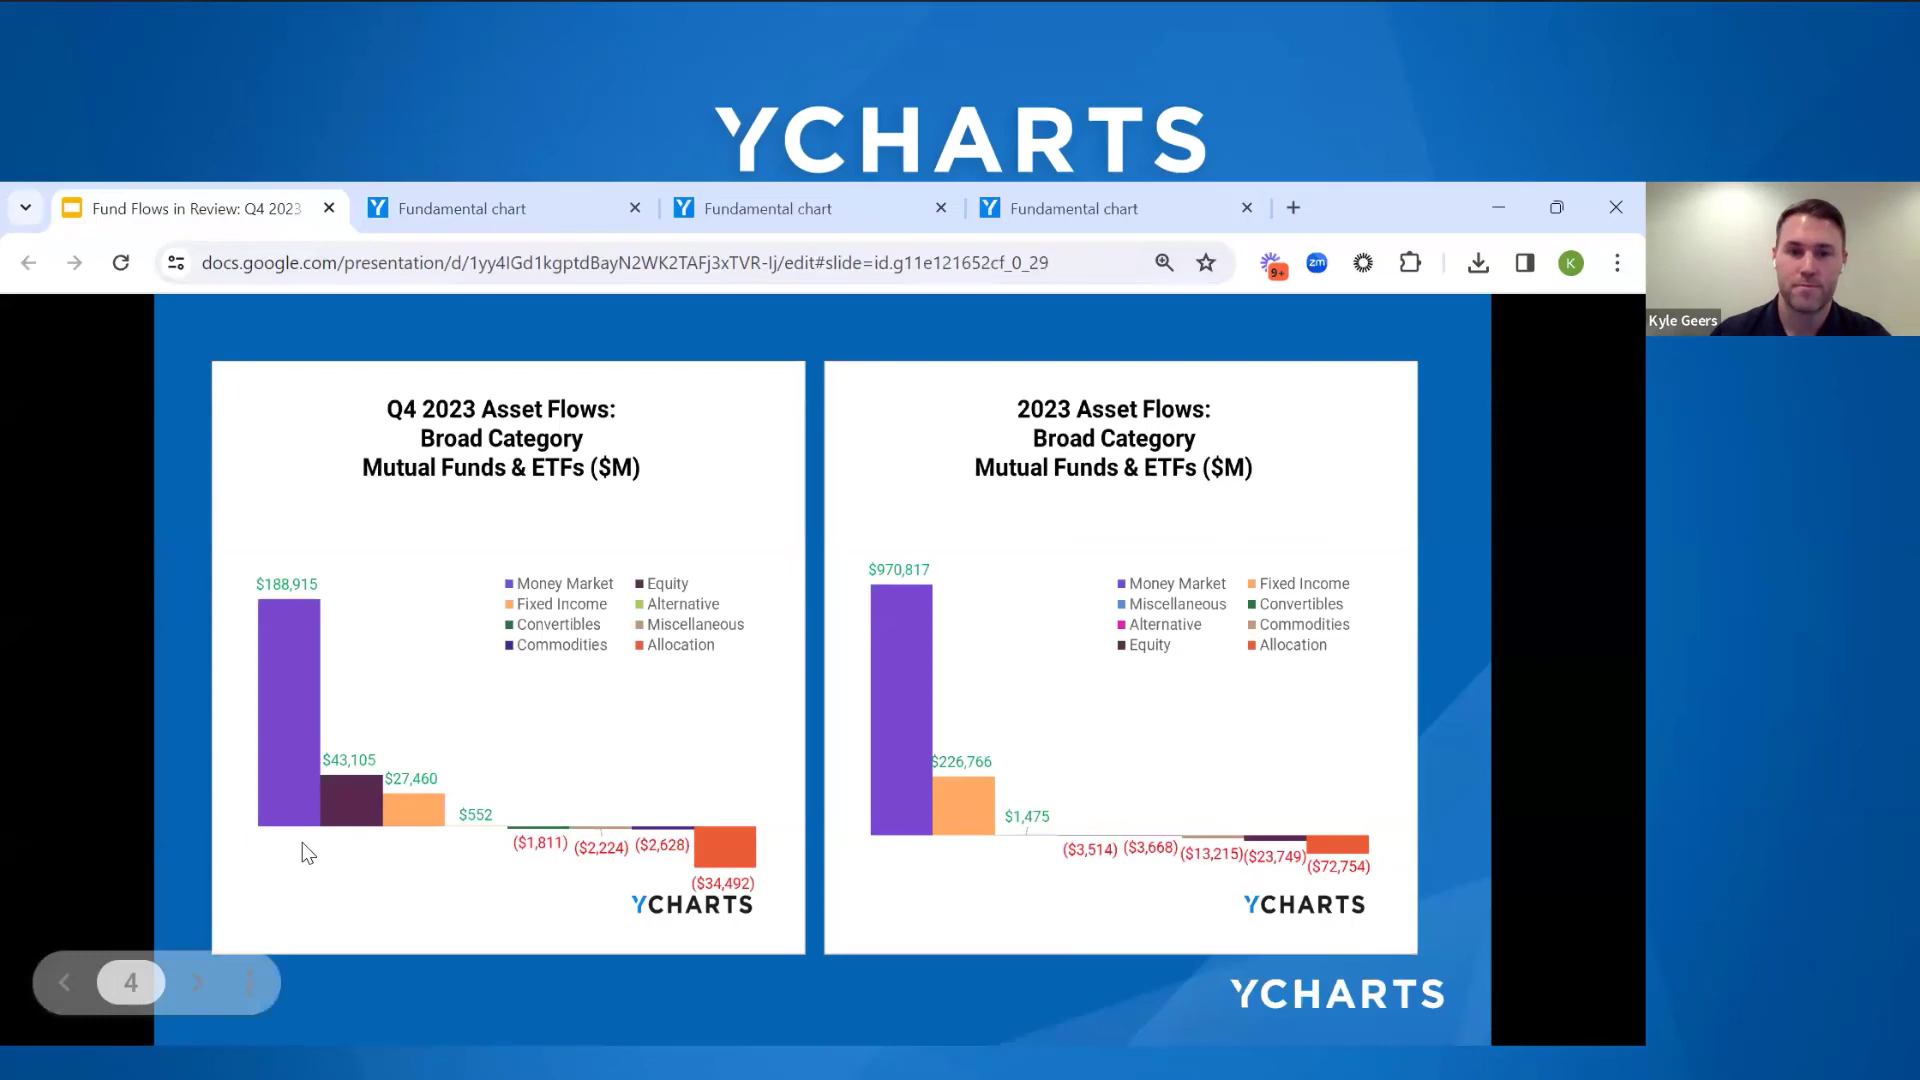 YCHARTS
Fund Flows in Review: Q4 2023
Fundamental chart
Fundamental chart
Fundamental chart
docs.google.com/presentation/d/1yy4IGd1kgptdBayN2WK2TAFj3xTVR-Ij/edit#slide=id.g11e121652cf_0_29
9+
zm
K
Kyle Geers
Q4 2023 Asset Flows:
Broad Category
Mutual Funds & ETFs ($M)
$188,915
Money Market Equity
Fixed Income Alternative
Convertibles Miscellaneous
Commodities Allocation
$43,105
$27,460
$552
($1,811) ($2,224) ($2,628)
($34,492)
YCHARTS
2023 Asset Flows:
Broad Category
Mutual Funds & ETFs ($M)
$970,817
Money Market Fixed Income
Miscellaneous Convertibles
Alternative Commodities
Equity Allocation
$226,766
$1,475
($3,514) ($3,668) ($13,215) ($23,749) ($72,754)
YCHARTS
4
YCHARTS